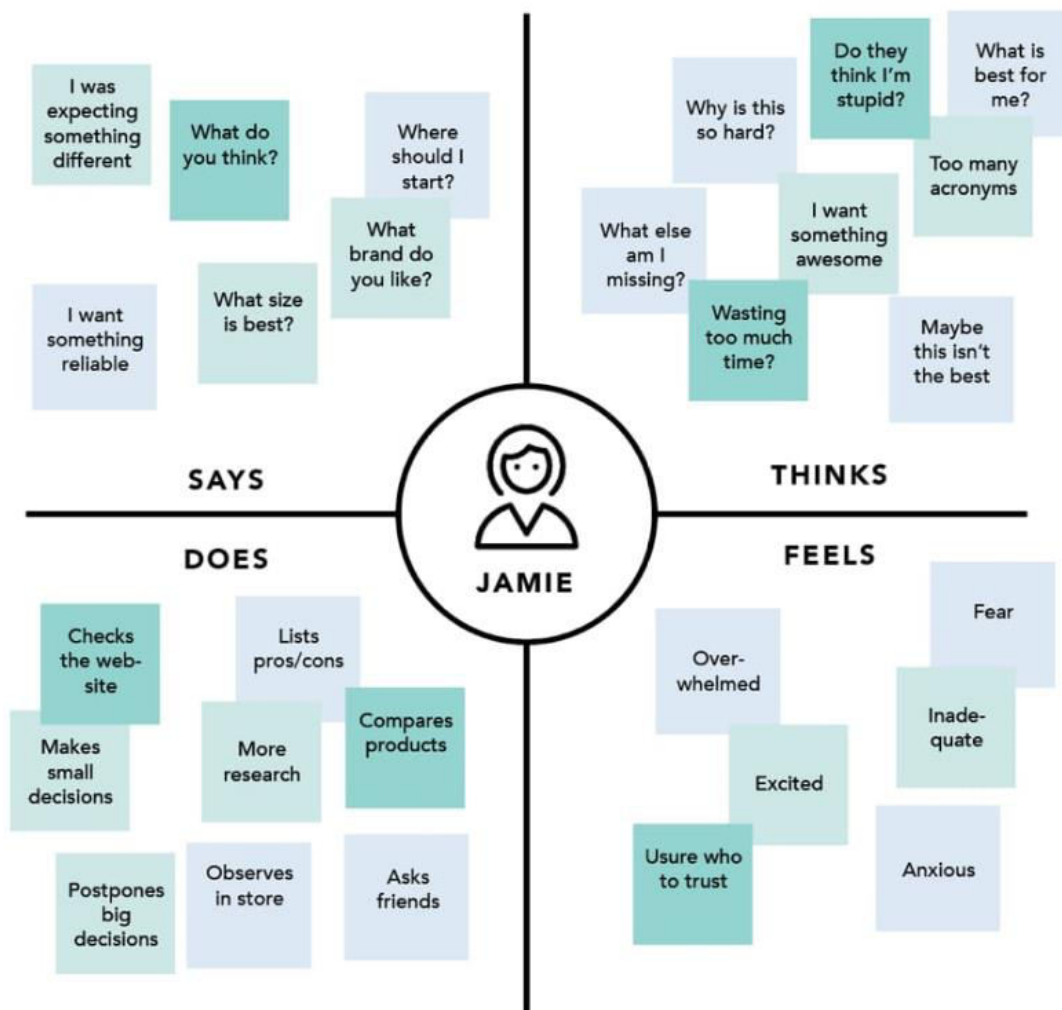 I was
expecting
something
different
What do
you think?
Where
should I
start?
What
brand do
you like?
I want
something
reliable
What size
is best?
SAYS
Do they
think I'm
stupid?
What is
best for
me?
Why is this
so hard?
Too many
acronyms
I want
something
awesome
What else
am I
missing?
Wasting
too much
time?
Maybe
this isn't
the best
THINKS
JAMIE
DOES
Checks
the web-
site
Lists
pros/cons
Makes
small
decisions
More
research
Compares
products
Postpones
big
decisions
Observes
in store
Asks
friends
FEELS
Fear
Over-
whelmed
Inade-
quate
Excited
Usure who
to trust
Anxious